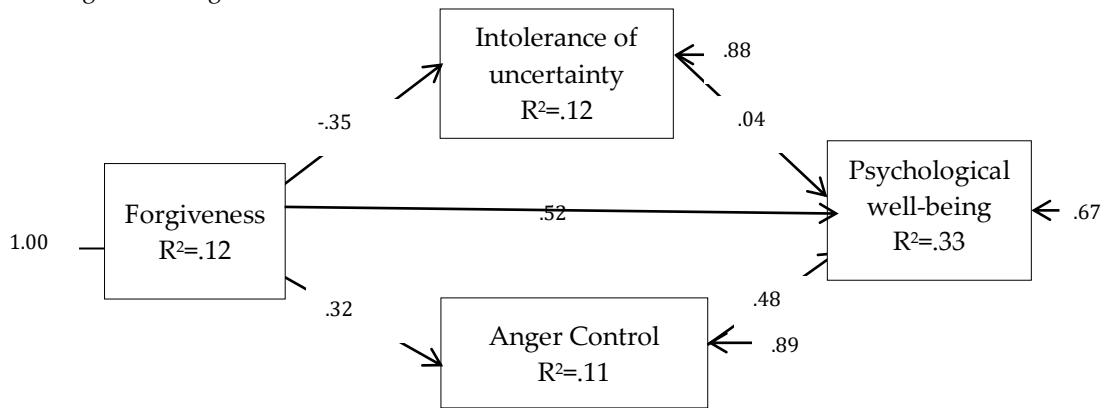 Intolerance of
uncertainty
R²=.12
.88
-.35
.04
Psychological
well-being
R²=.33
Forgiveness
R²=.12
.52
.67
1.00
.32
.48
Anger Control
R²=.11
.89